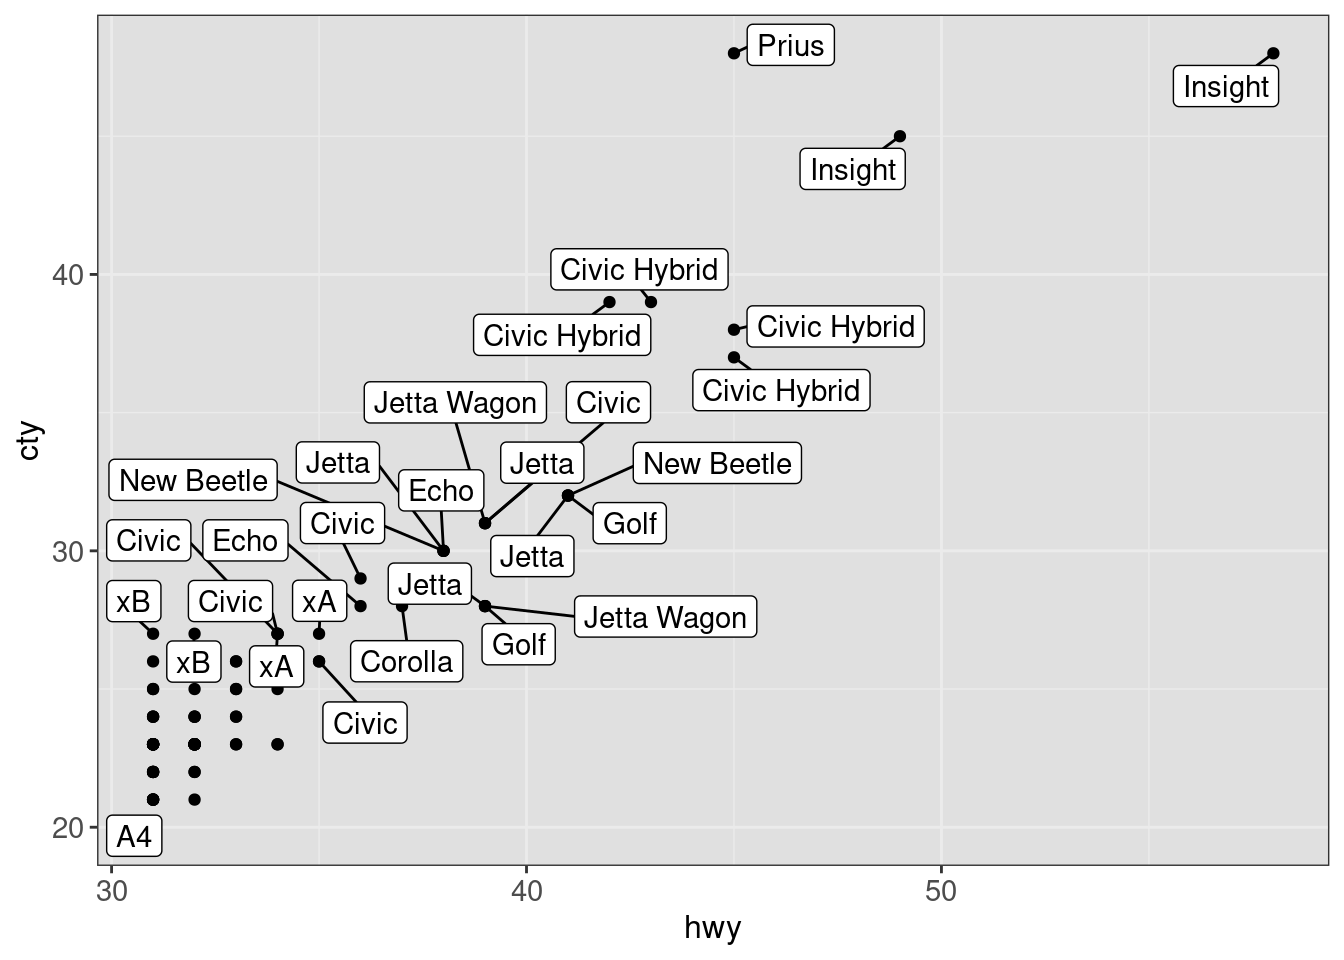 Prius
Insight
Insight
Civic Hybrid
Civic Hybrid
Civic Hybrid
Civic Hybrid
Jetta Wagon
Civic
Jetta
Jetta
New Beetle
New Beetle
Echo
Civic
Golf
Civic
Echo
Jetta
Jetta
xB
Civic
xA
Jetta Wagon
Golf
xB
xA
Corolla
Civic
A4
cty
40
30
20
30
40
50
hwy